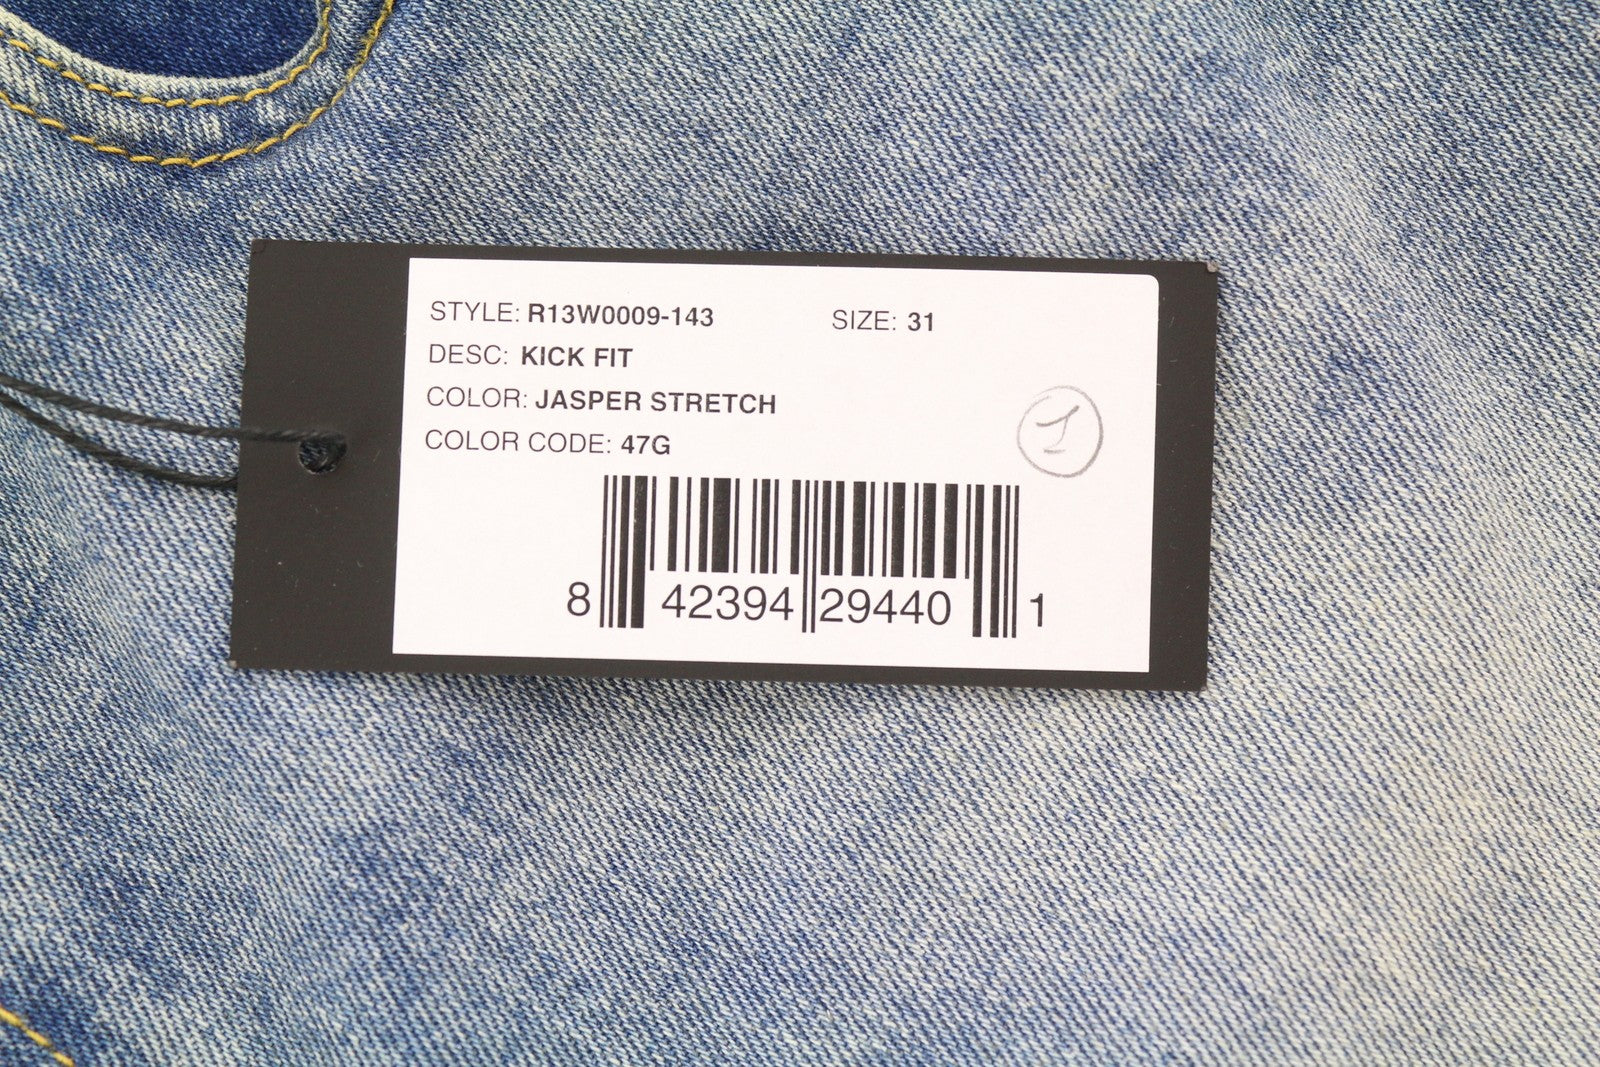 STYLE: R13W0009-143 SIZE: 31
DESC: KICK FIT
COLOR: JASPER STRETCH
COLOR CODE: 47G
1
8 42394 29440 1